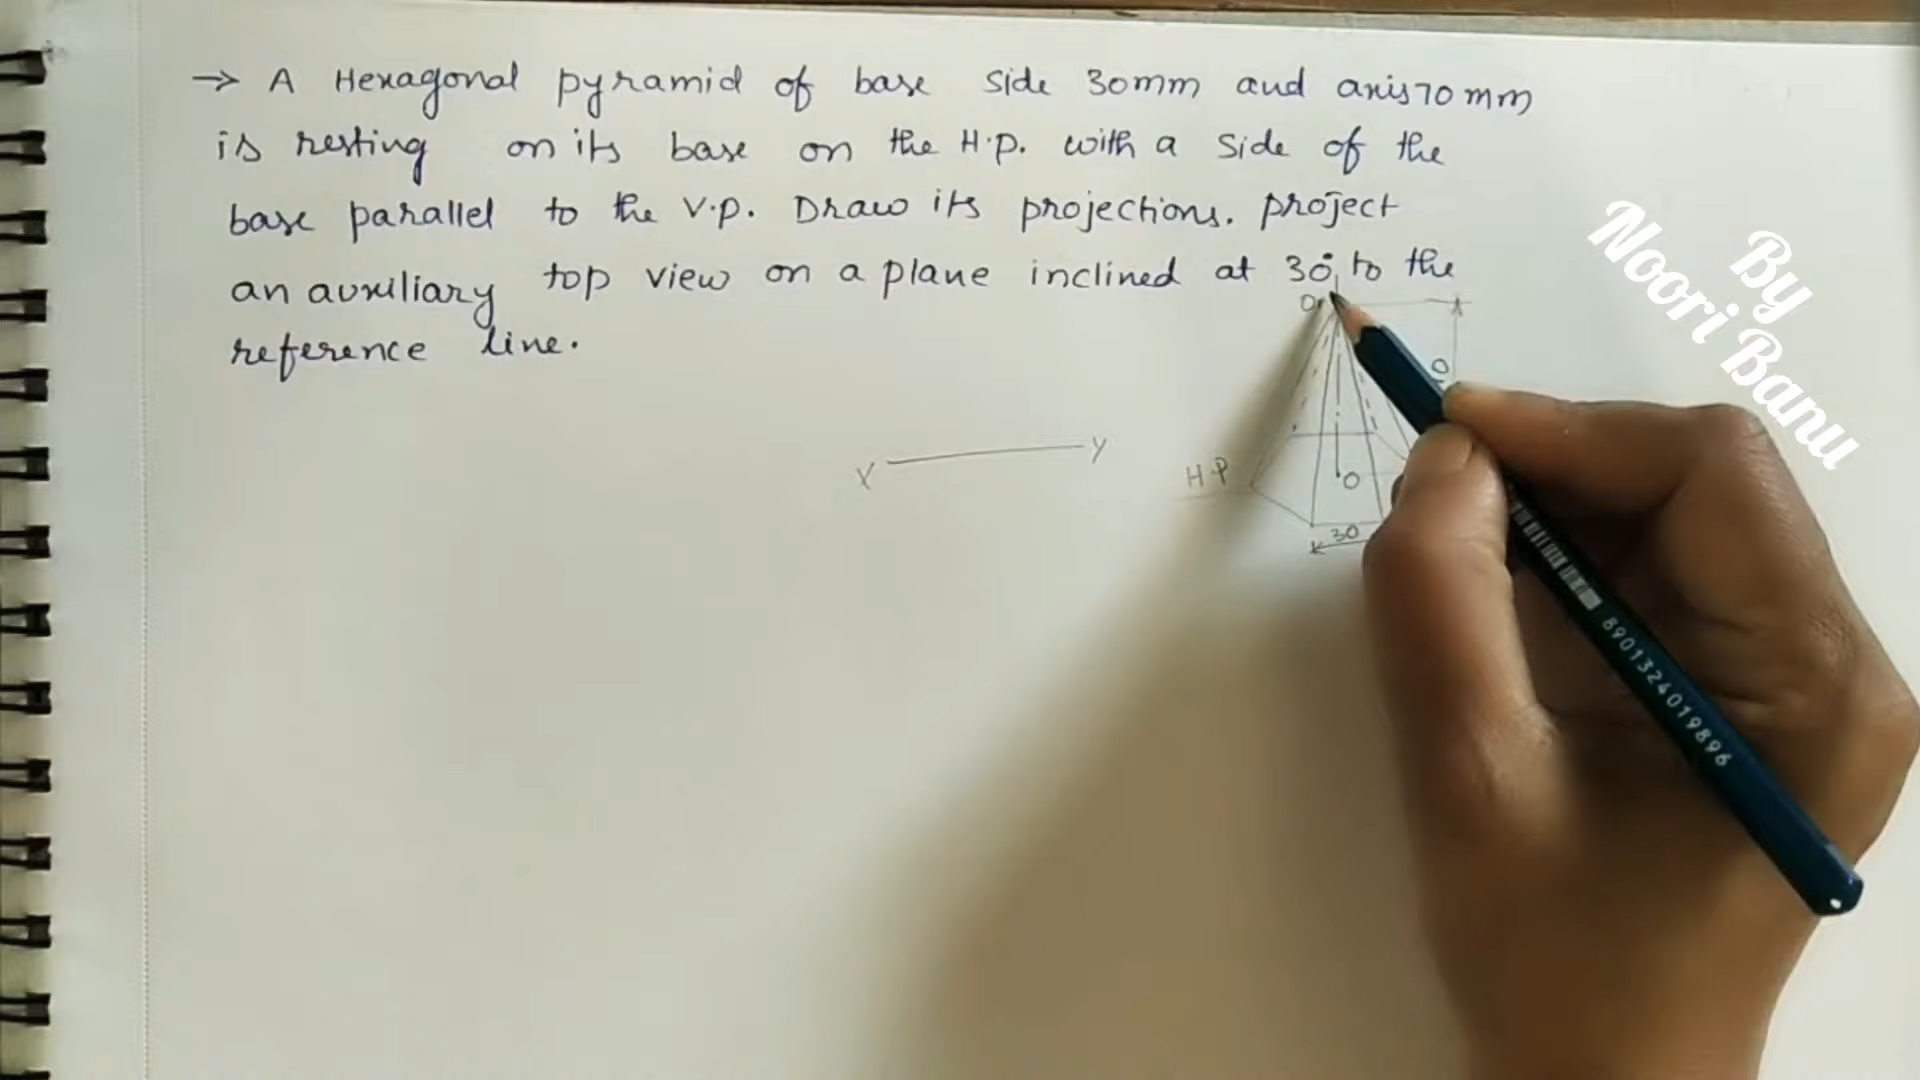 → A Hexagonal pyramid of base side 30mm and axis 70 mm
is resting on its base on the H.P. with a side of the
base parallel to the V.P. Draw its projections. project
an auxiliary top view on a plane inclined at 30° to the
reference line.
O
X Y
H P
O
30
By
Noori Banu
8901324019896